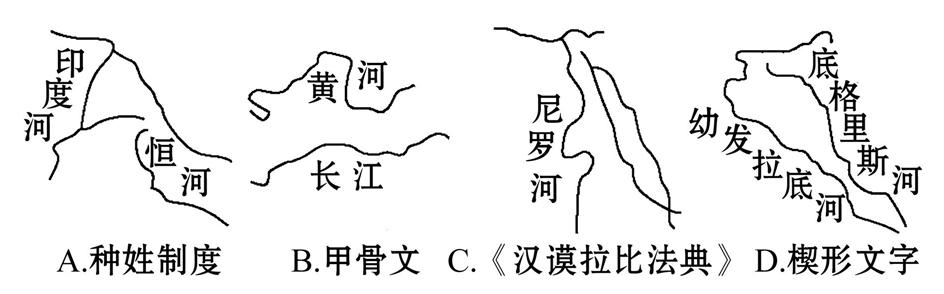 印度河
恒河
黄河
长江
尼罗河
底格里斯河
幼发拉底河
A.种姓制度 B.甲骨文 C.《汉谟拉比法典》 D.楔形文字